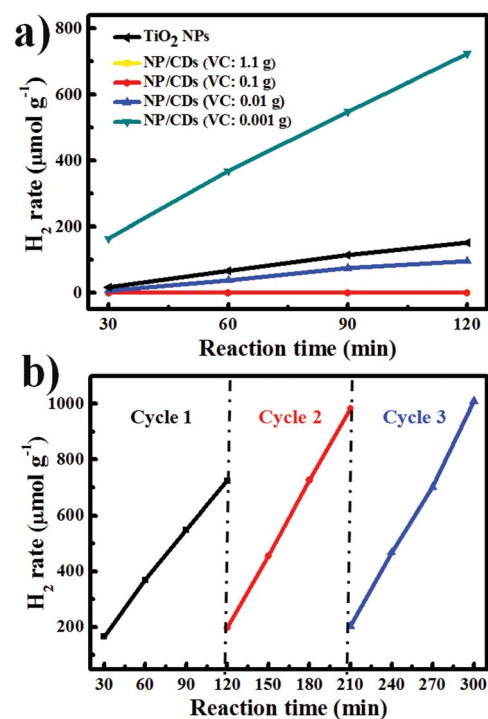 a)
800
600
400
200
0
H₂ rate (μmol g⁻¹)
TiO₂ NPs
NP/CDs (VC: 1.1 g)
NP/CDs (VC: 0.1 g)
NP/CDs (VC: 0.01 g)
NP/CDs (VC: 0.001 g)
30 60 90 120
Reaction time (min)
b)
1000
800
600
400
200
H₂ rate (μmol g⁻¹)
Cycle 1 Cycle 2 Cycle 3
30 60 90 120 150 180 210 240 270 300
Reaction time (min)